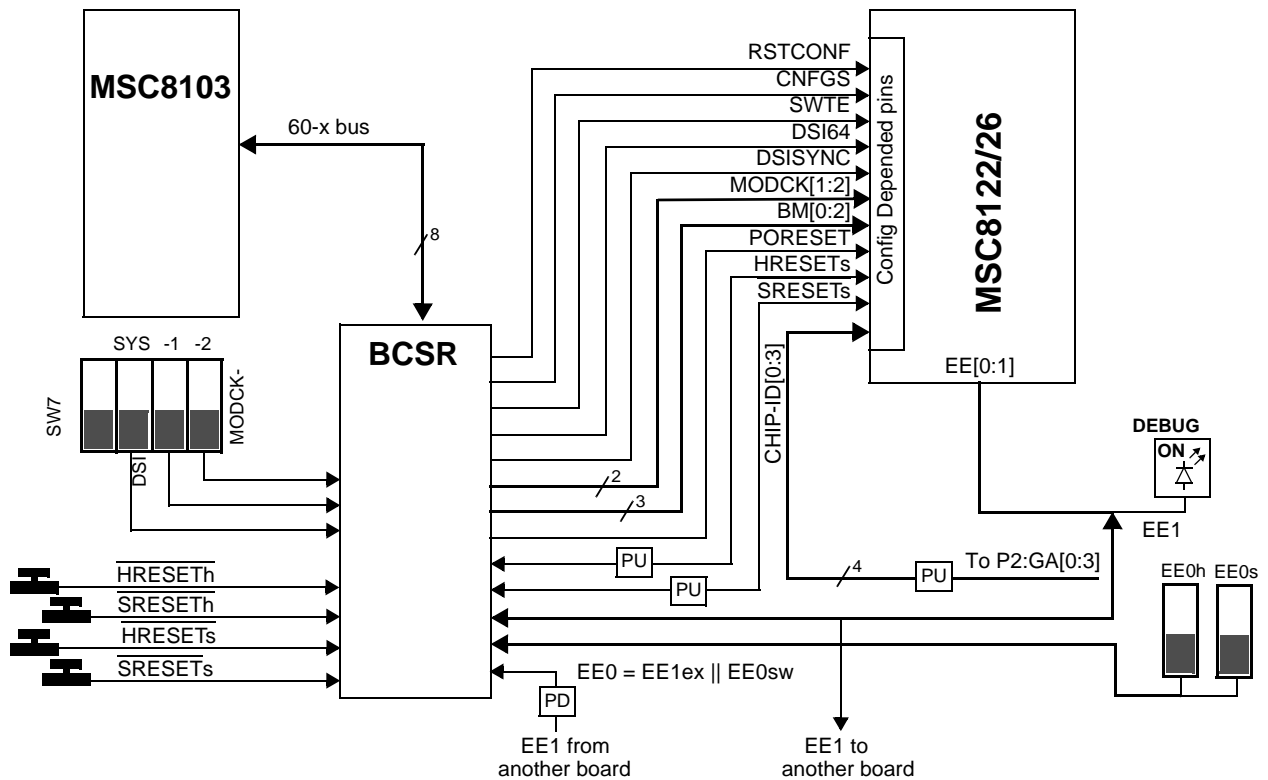 MSC8103
60-x bus
8
RSTCONF
CNFGS
SWTE
DSI64
DSISYNC
MODCK[1:2]
BM[0:2]
PORESET
HRESETs
SRESETs
Config Depended pins
MSC8122/26
EE[0:1]
SYS -1 -2
SW7
MODCK-
DSI
BCSR
2
3
CHIP-ID[0:3]
DEBUG
ON
EE1
PU
PU
4
PU
To P2:GA[0:3]
EE0h EE0s
HRESETh
SRESETh
HRESETs
SRESETs
EE0 = EE1ex || EE0sw
PD
EE1 from
another board
EE1 to
another board